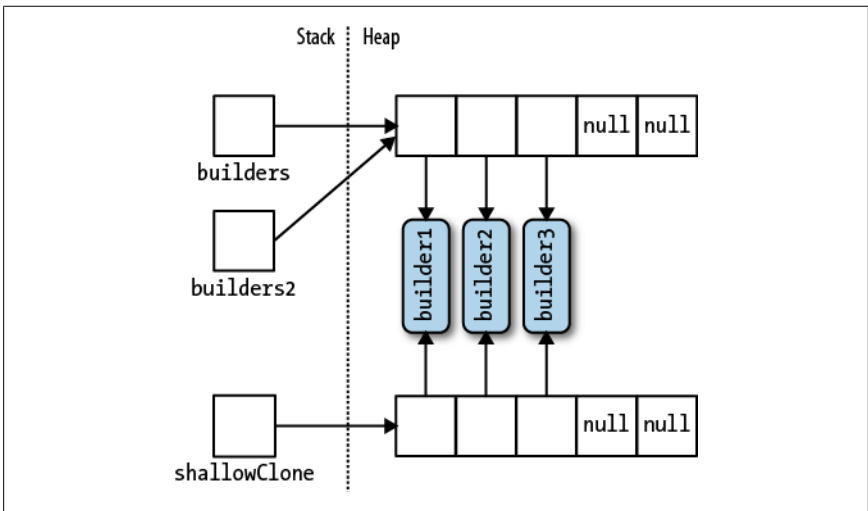 Stack Heap
null null
builders
builders2
builder1 builder2 builder3
null null
shallowClone